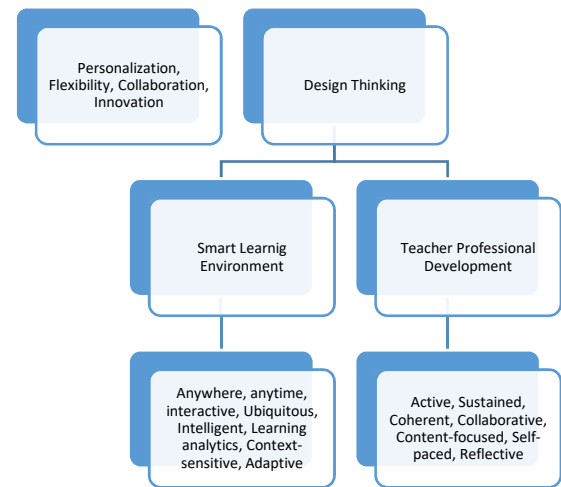 Personalization,
Flexibility, Collaboration,
Innovation
Design Thinking
Smart Learnig
Environment
Teacher Professional
Development
Anywhere, anytime,
interactive, Ubiquitous,
Intelligent, Learning
analytics, Context-
sensitive, Adaptive
Active, Sustained,
Coherent, Collaborative,
Content-focused, Self-
paced, Reflective